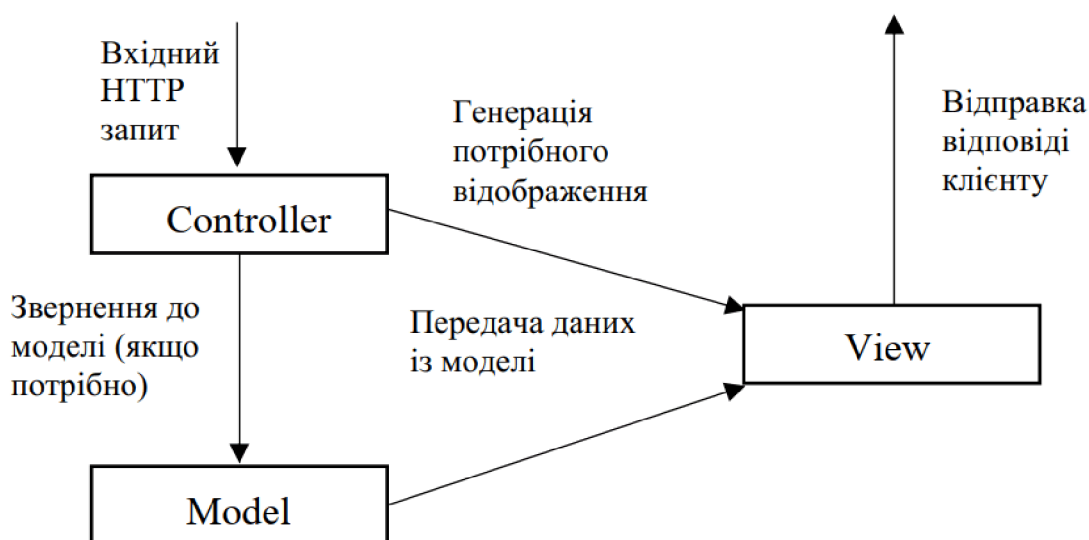 Вхідний
HTTP
запит
Генерація
потрібного
відображення
Відправка
відповіді
клієнту
Controller
Звернення до
моделі (якщо
потрібно)
Передача даних
із моделі
View
Model